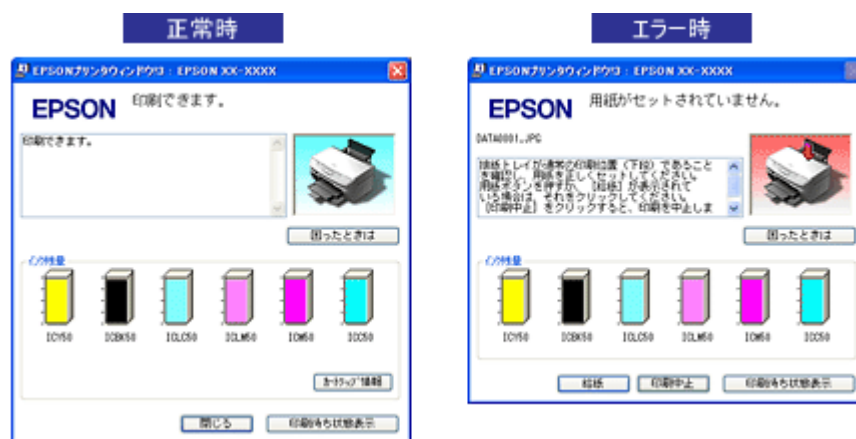 正常時
EPSONプリンタウィンドウ!3 : EPSON XX-XXXX
EPSON
印刷できます。
印刷できます。
困ったときは
インク残量
ICY50
ICBK50
ICLC50
ICLM50
ICM50
ICC50
カートリッジ情報
閉じる
印刷待ち状態表示
エラー時
EPSONプリンタウィンドウ!3 : EPSON XX-XXXX
EPSON
用紙がセットされていません。
DATA0001.JPG
排紙トレイが通常の印刷位置（下段）であること
を確認し、用紙を正しくセットしてください。
用紙ボタンを押すか、［給紙］が表示されて
いる場合は、それをクリックしてください。
［印刷中止］をクリックすると、印刷を中止しま
困ったときは
インク残量
ICY50
ICBK50
ICLC50
ICLM50
ICM50
ICC50
給紙
印刷中止
印刷待ち状態表示